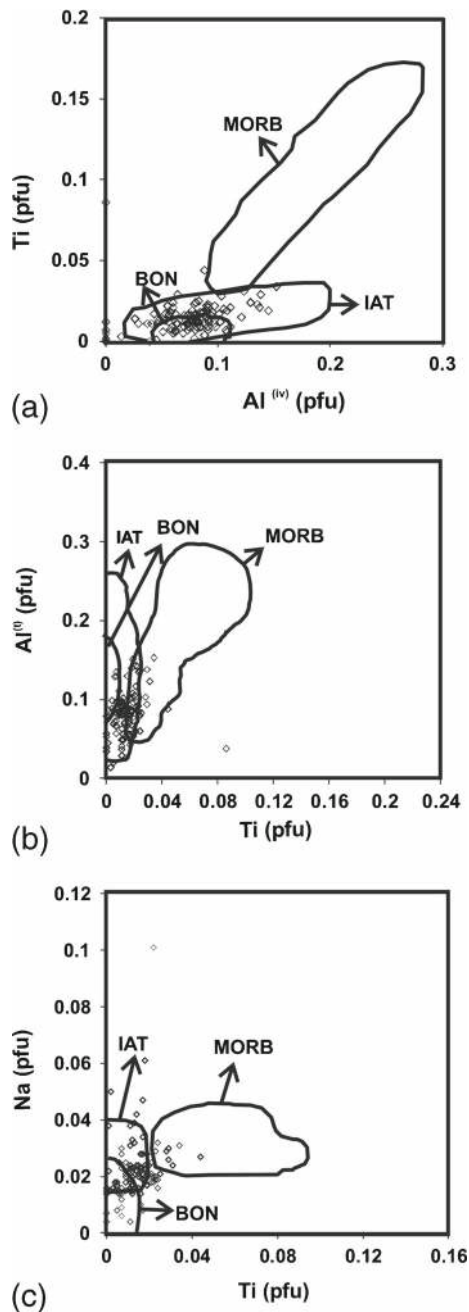 0.2
0.15
0.1
0.05
0
Ti (pfu)
MORB
BON
IAT
0.1
0.2
0.3
Al (iv) (pfu)
(a)
0.4
0.3
0.2
0.1
0
Al(t) (pfu)
IAT
BON
MORB
0
0.04
0.08
0.12
0.16
0.2
0.24
Ti (pfu)
(b)
0.12
0.1
0.08
0.06
0.04
0.02
0
Na (pfu)
IAT
MORB
BON
0
0.04
0.08
0.12
0.16
Ti (pfu)
(c)